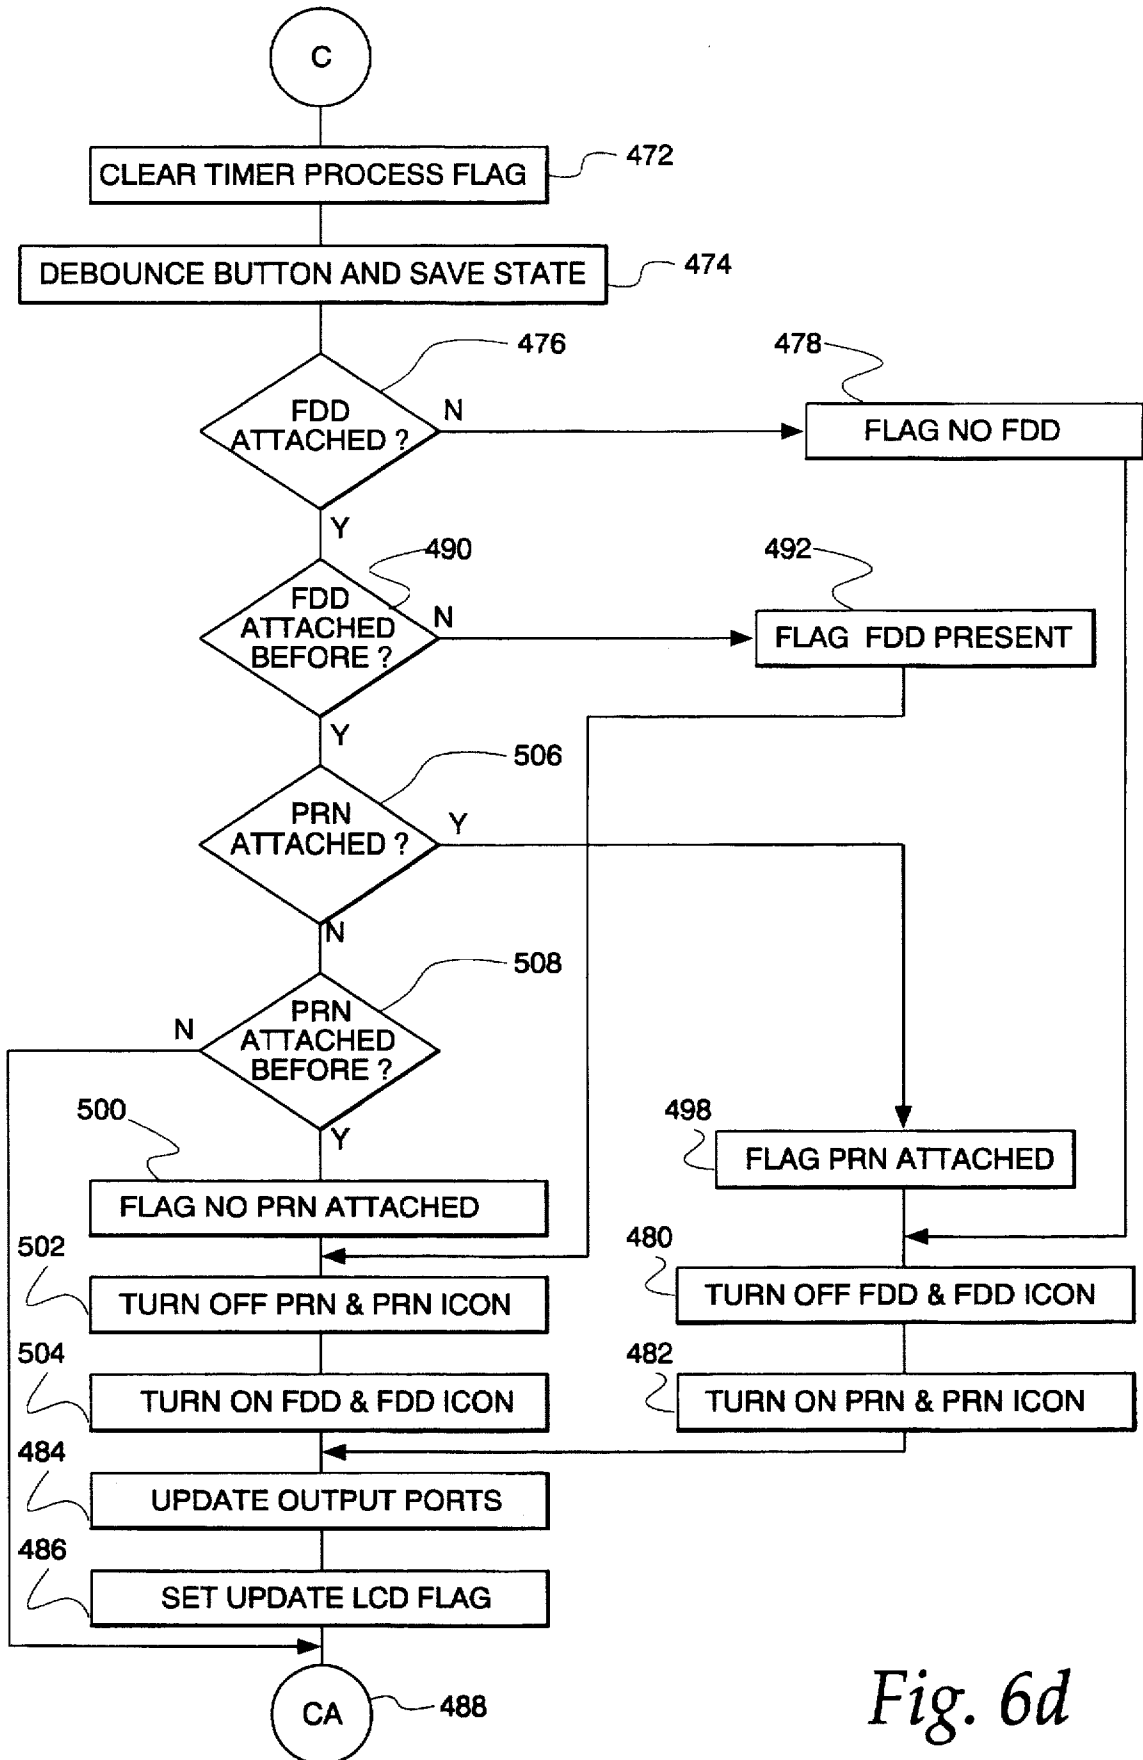 C
CLEAR TIMER PROCESS FLAG
472
DEBOUNCE BUTTON AND SAVE STATE
474
476
478
FDD
ATTACHED ?
N
FLAG NO FDD
Y
490
492
FDD
ATTACHED
BEFORE ?
N
FLAG FDD PRESENT
Y
506
PRN
ATTACHED ?
Y
N
508
PRN
ATTACHED
BEFORE ?
N
500
498
Y
FLAG PRN ATTACHED
FLAG NO PRN ATTACHED
502
480
TURN OFF PRN & PRN ICON
TURN OFF FDD & FDD ICON
504
482
TURN ON FDD & FDD ICON
TURN ON PRN & PRN ICON
484
UPDATE OUTPUT PORTS
486
SET UPDATE LCD FLAG
CA
488
Fig. 6d